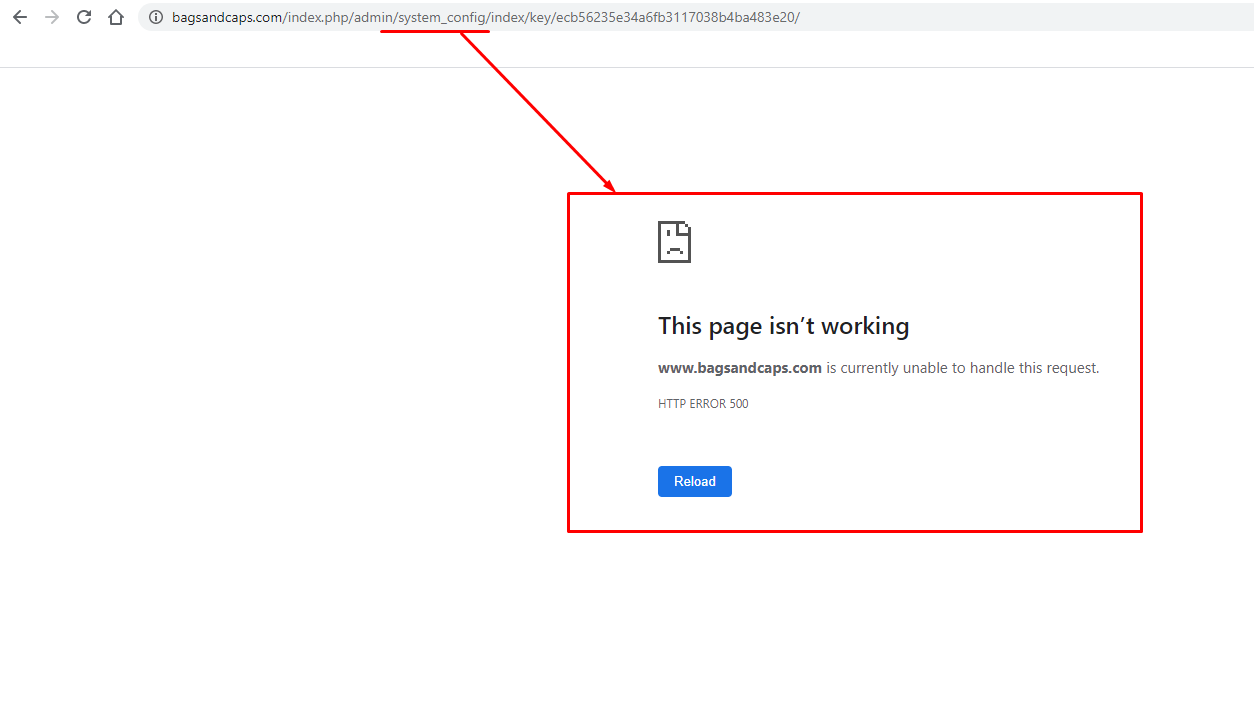 bagsandcaps.com/index.php/admin/system_config/index/key/ecb56235e34a6fb3117038b4ba483e20/
This page isn’t working
www.bagsandcaps.com is currently unable to handle this request.
HTTP ERROR 500
Reload